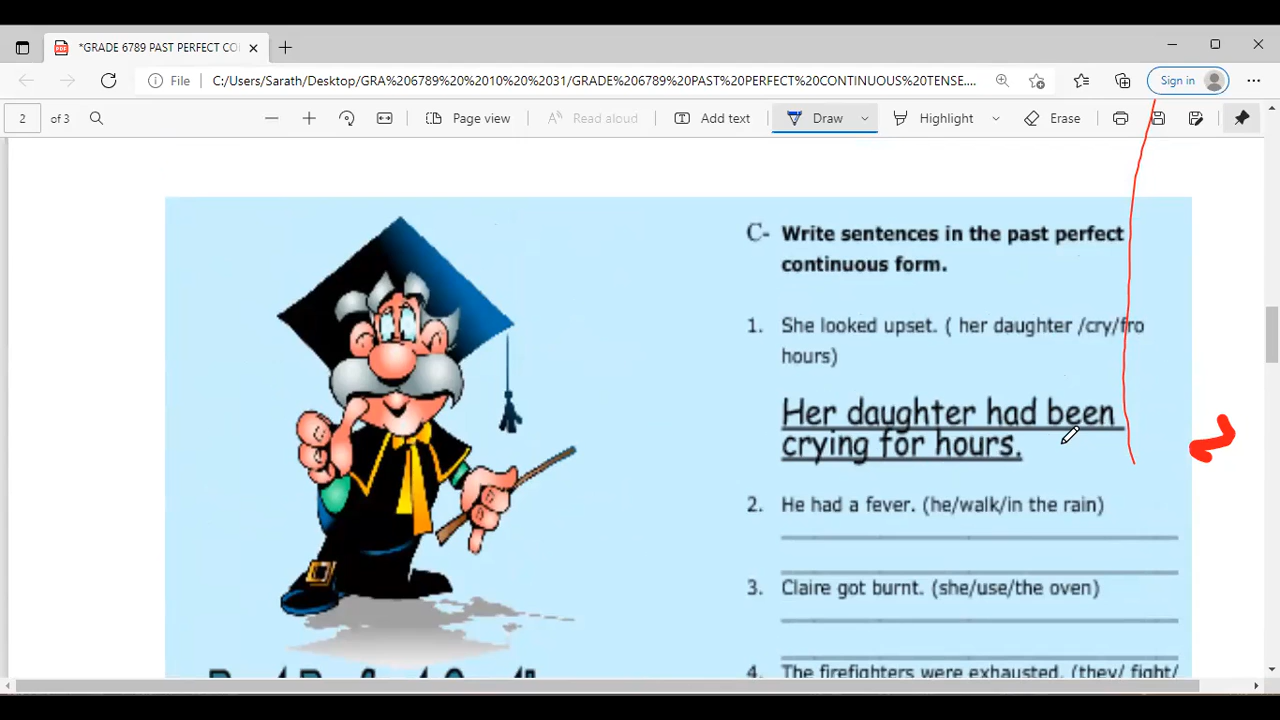 *GRADE 6789 PAST PERFECT CO
Sign in
File
C:/Users/Sarath/Desktop/GRA%206789%20%2010%20%2031/GRADE%206789%20PAST%20PERFECT%20CONTINUOUS%20TENSE....
2
of 3
Page view
Read aloud
Add text
Draw
Highlight
Erase
C- Write sentences in the past perfect
continuous form.
1. She looked upset. ( her daughter /cry/fro
hours)
Her daughter had been
crying for hours.
2. He had a fever. (he/walk/in the rain)
3. Claire got burnt. (she/use/the oven)
4. The firefighters were exhausted. (they/ fight/